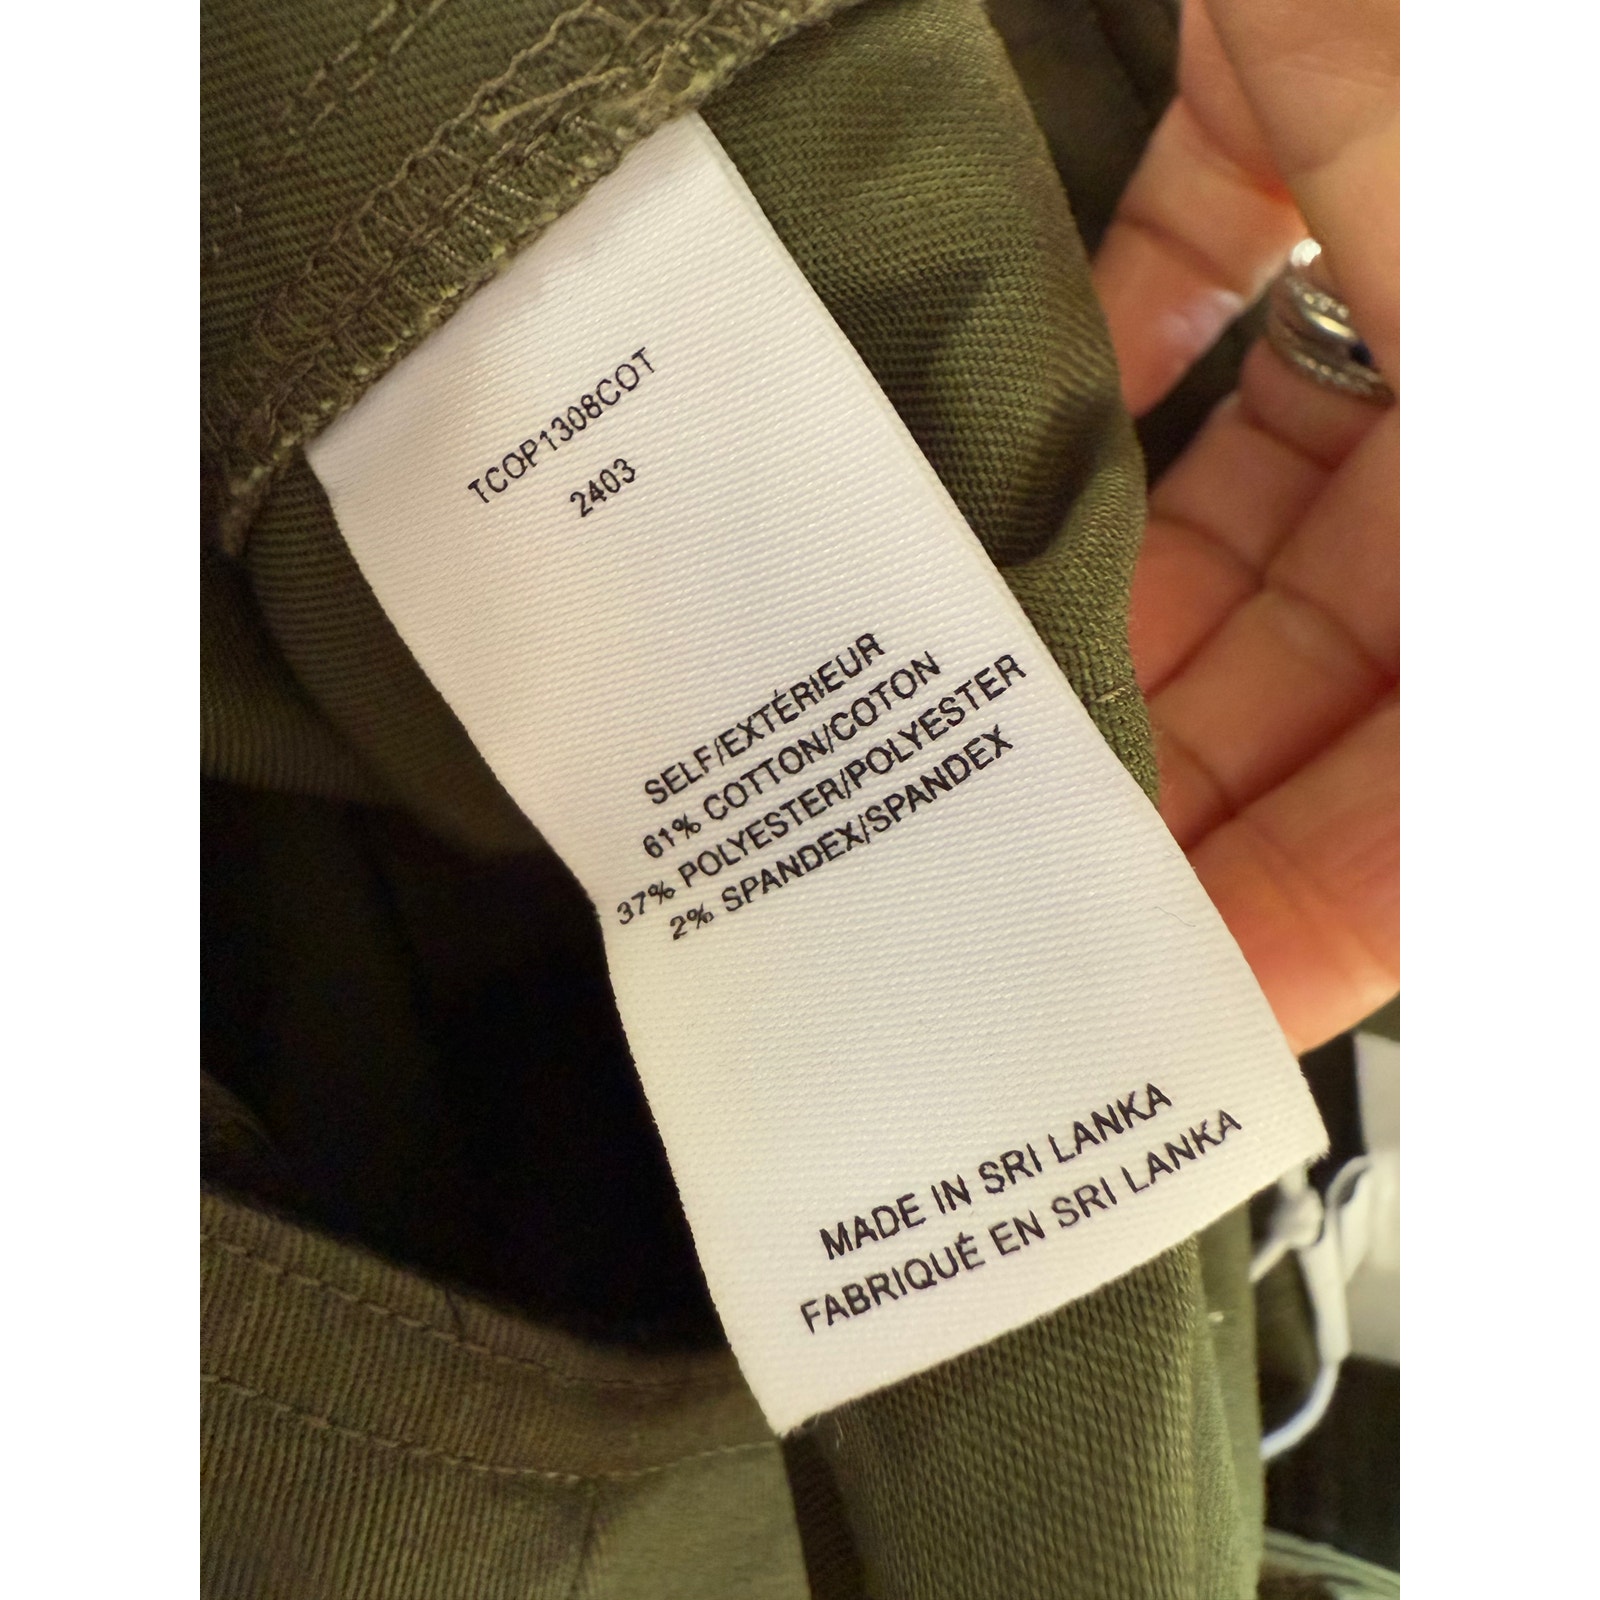 TCOP1308COT
2403
SELF/EXTÉRIEUR
61% COTTON/COTON
37% POLYESTER/POLYESTER
2% SPANDEX/SPANDEX
MADE IN SRI LANKA
FABRIQUÉ EN SRI LANKA